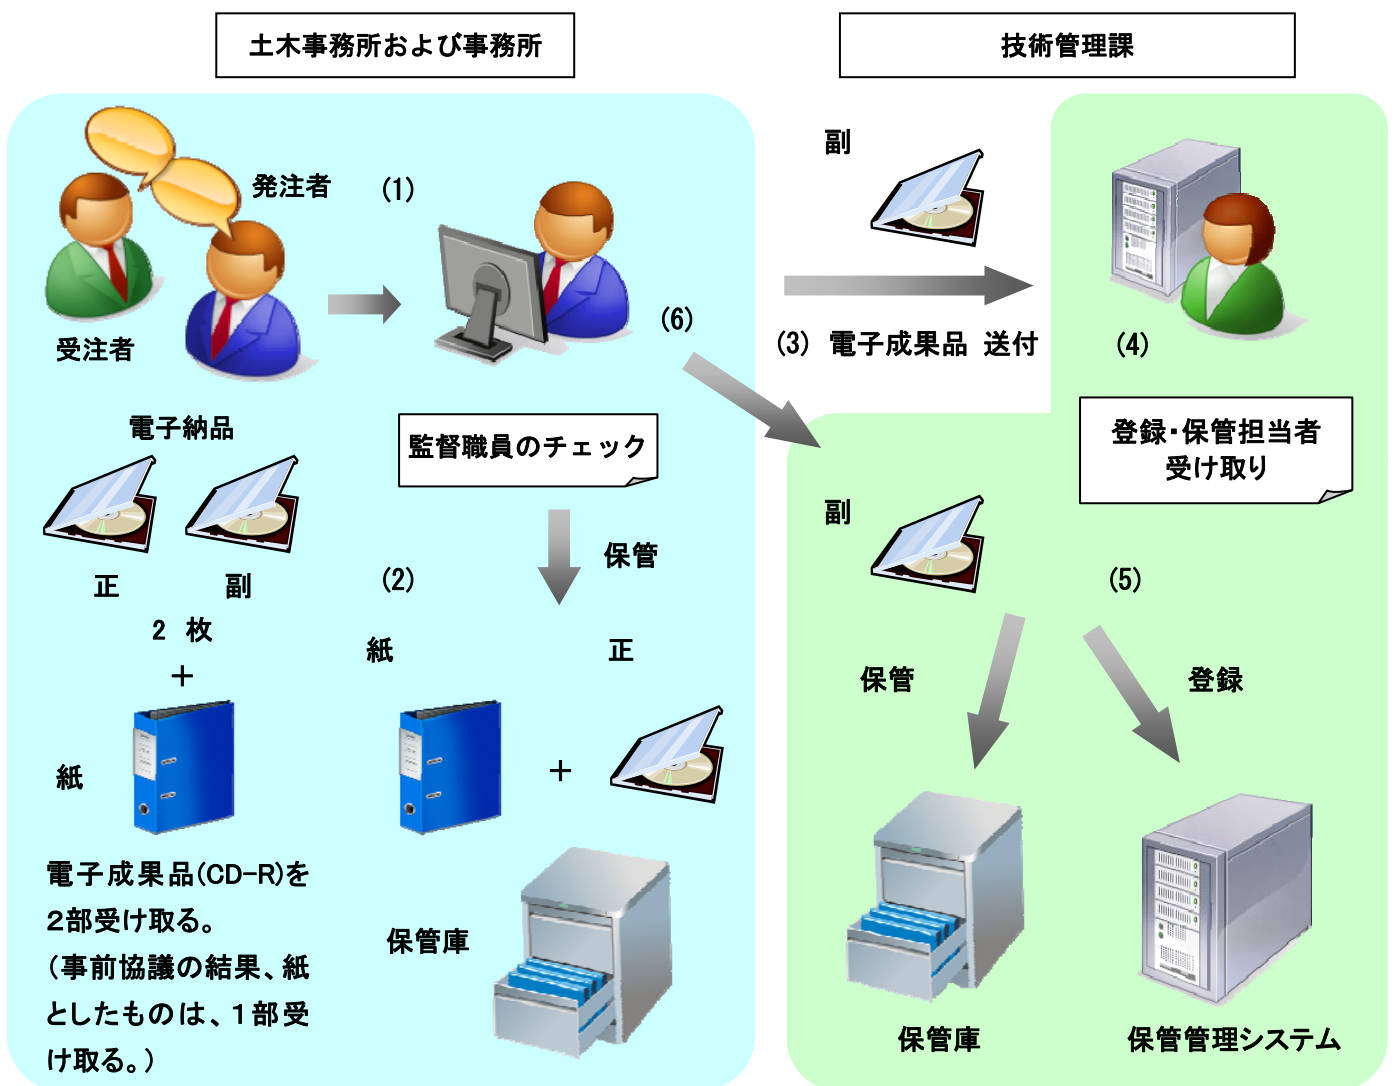 土木事務所および事務所
技術管理課
発注者
(1)
受注者
(6)
副
(3) 電子成果品 送付
(4)
電子納品
監督職員のチェック
登録・保管担当者
受け取り
正
副
2 枚
+
紙
(2)
保管
紙
正
+
副
(5)
保管
登録
電子成果品(CD-R)を
2部受け取る。
(事前協議の結果、紙
としたものは、1部受
け取る。)
保管庫
保管庫
保管管理システム